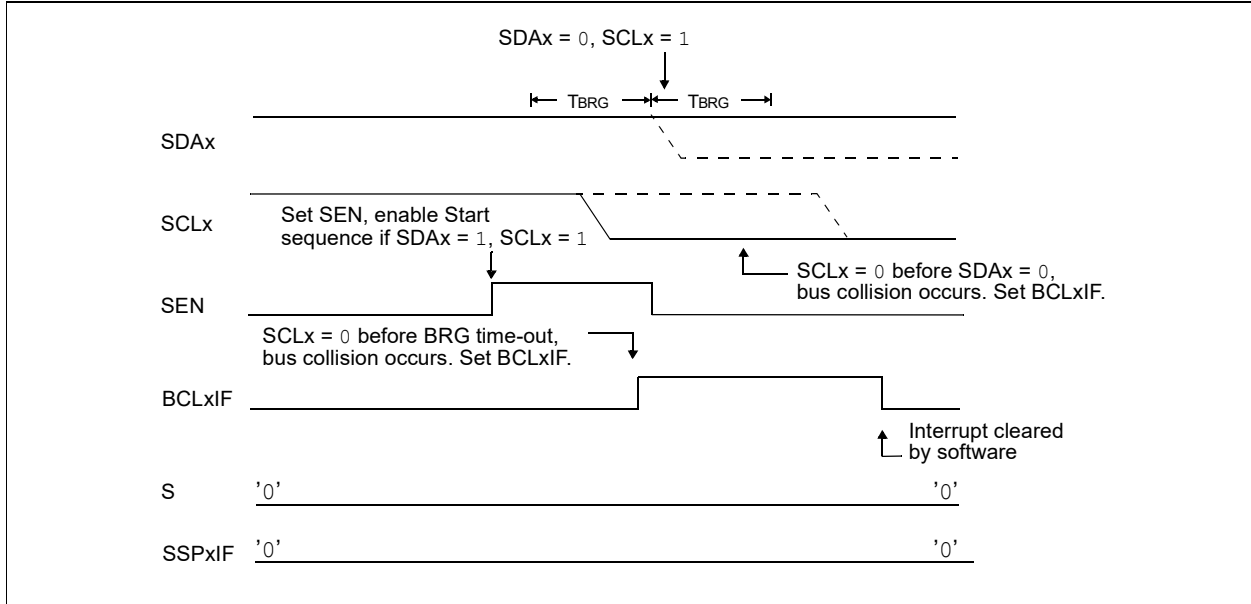 SDAx = 0, SCLx = 1
TBRG TBRG
SDAx
SCLx
Set SEN, enable Start
sequence if SDAx = 1, SCLx = 1
SCLx = 0 before SDAx = 0,
bus collision occurs. Set BCLxIF.
SEN
SCLx = 0 before BRG time-out,
bus collision occurs. Set BCLxIF.
BCLxIF
Interrupt cleared
by software
S '0' '0'
SSPxIF '0' '0'